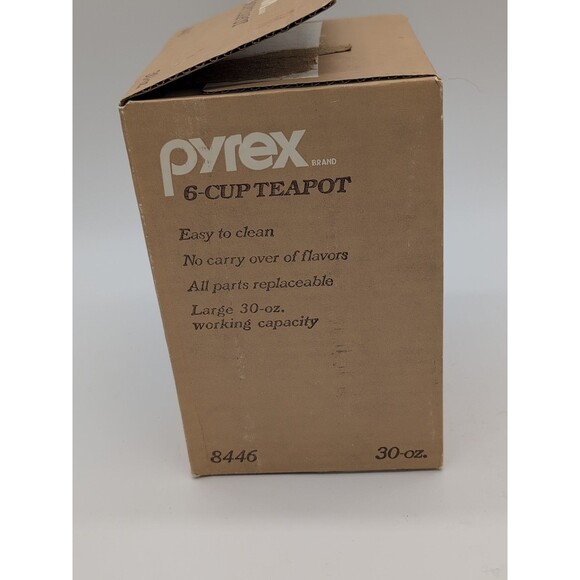 pyrex
BRAND
6-CUP TEAPOT
Easy to clean
No carry over of flavors
All parts replaceable
Large 30-oz.
working capacity
8446
30-oz.